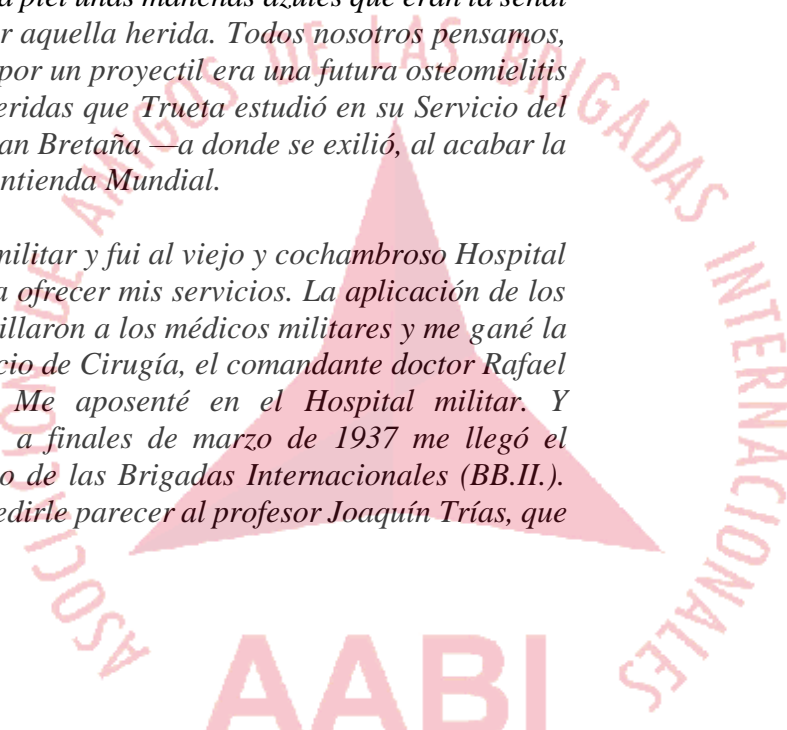 piel unas manchas azules que eran la señal
r aquella herida. Todos nosotros pensamos,
por un proyectil era una futura osteomielitis
eridas que Trueta estudió en su Servicio del
an Bretaña —a donde se exilió, al acabar la
ntienda Mundial.
militar y fui al viejo y cochambroso Hospital
a ofrecer mis servicios. La aplicación de los
illaron a los médicos militares y me gané la
cio de Cirugía, el comandante doctor Rafael
Me aposenté en el Hospital militar. Y
a finales de marzo de 1937 me llegó el
o de las Brigadas Internacionales (BB.II.).
edirle parecer al profesor Joaquín Trías, que
ASOCIACIÓN DE AMIGOS DE LAS BRIGADAS INTERNACIONALES
AABI